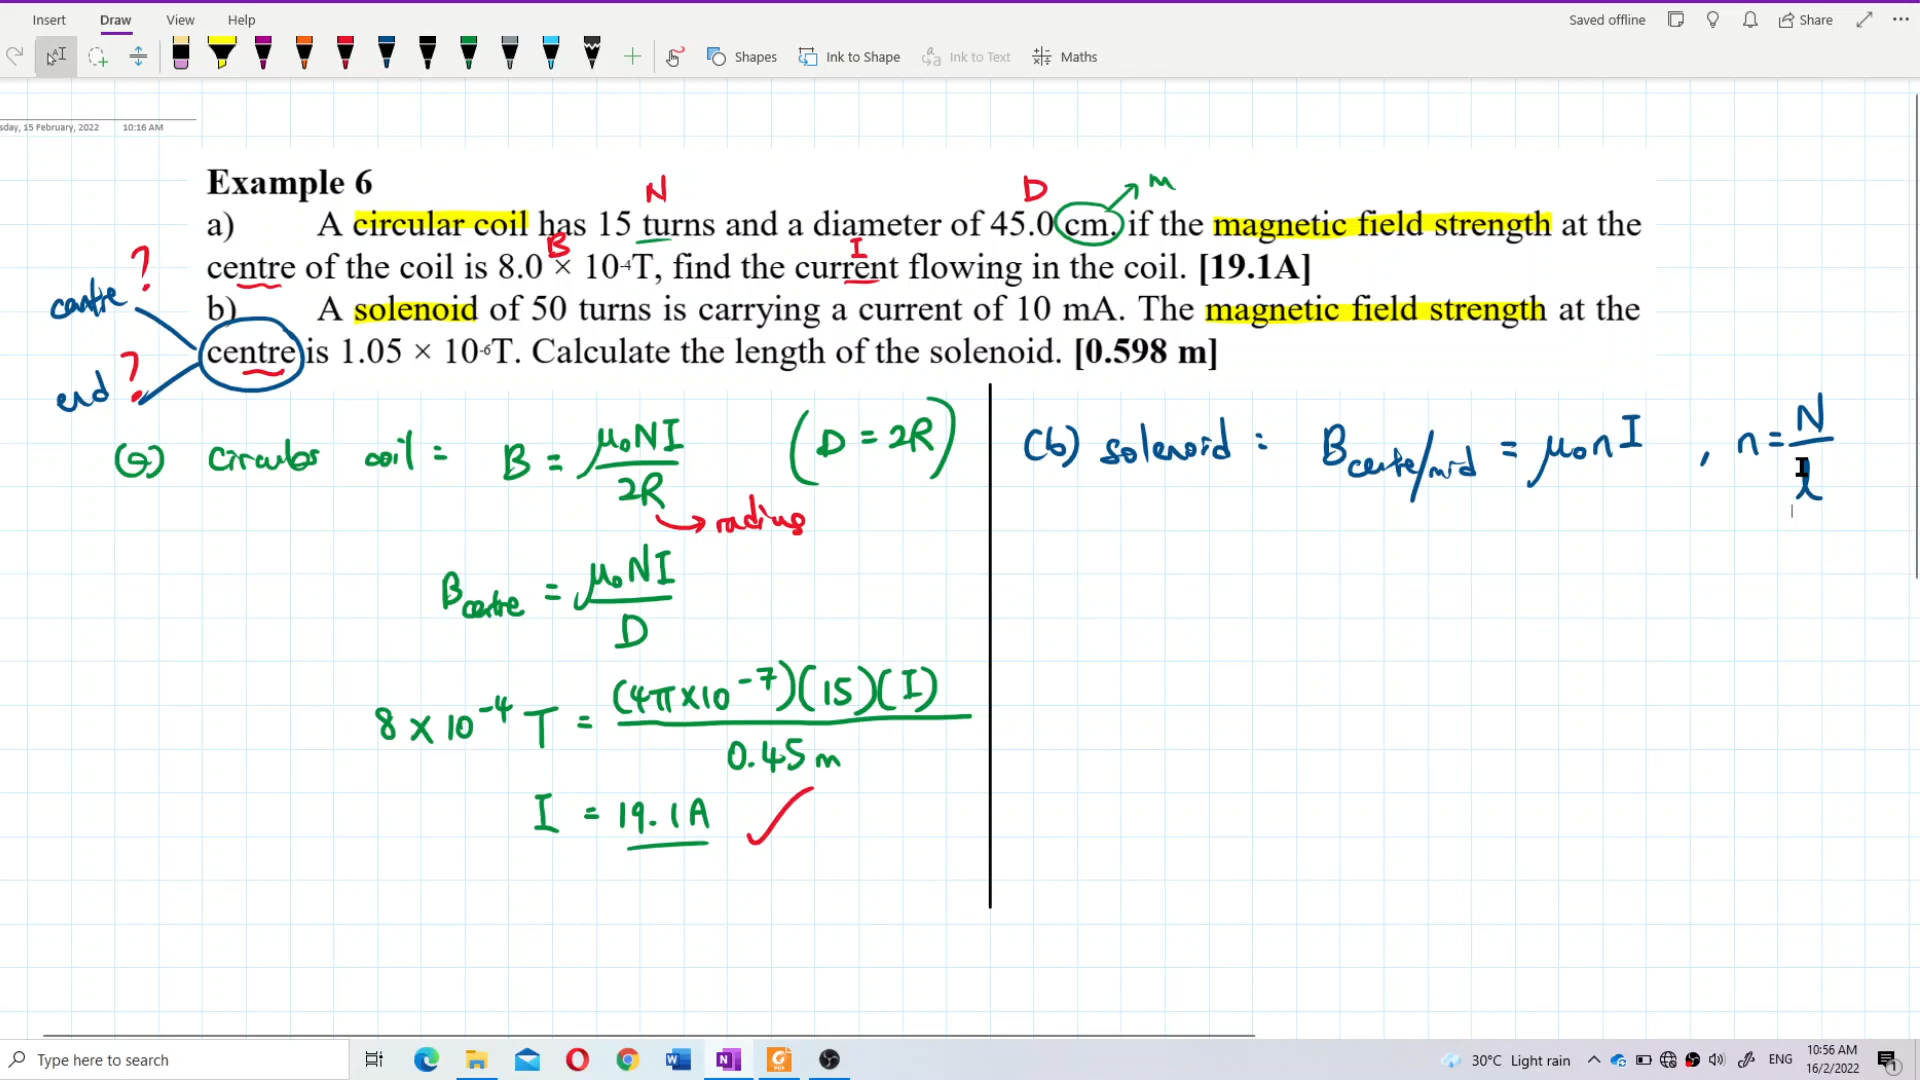 Insert Draw View Help
Saved offline Share
Shapes Ink to Shape Ink to Text Maths
sday, 15 February, 2022 10:16 AM
Example 6
N
D
m
a) A circular coil has 15 turns and a diameter of 45.0 cm. if the magnetic field strength at the
B
I
centre of the coil is 8.0 × 10-4T, find the current flowing in the coil. [19.1A]
?
centre
b) A solenoid of 50 turns is carrying a current of 10 mA. The magnetic field strength at the
centre is 1.05 × 10-6T. Calculate the length of the solenoid. [0.598 m]
?
end
(a) circular coil = B = μ₀NI / 2R (D = 2R)
→ radius
B centre = μ₀NI / D
8 × 10⁻⁴ T = (4π×10⁻⁷)(15)(I) / 0.45 m
I = 19.1 A
(b) solenoid : B centre/mid = μ₀nI , n = N / l
Type here to search
30°C Light rain ENG 10:56 AM
16/2/2022
1